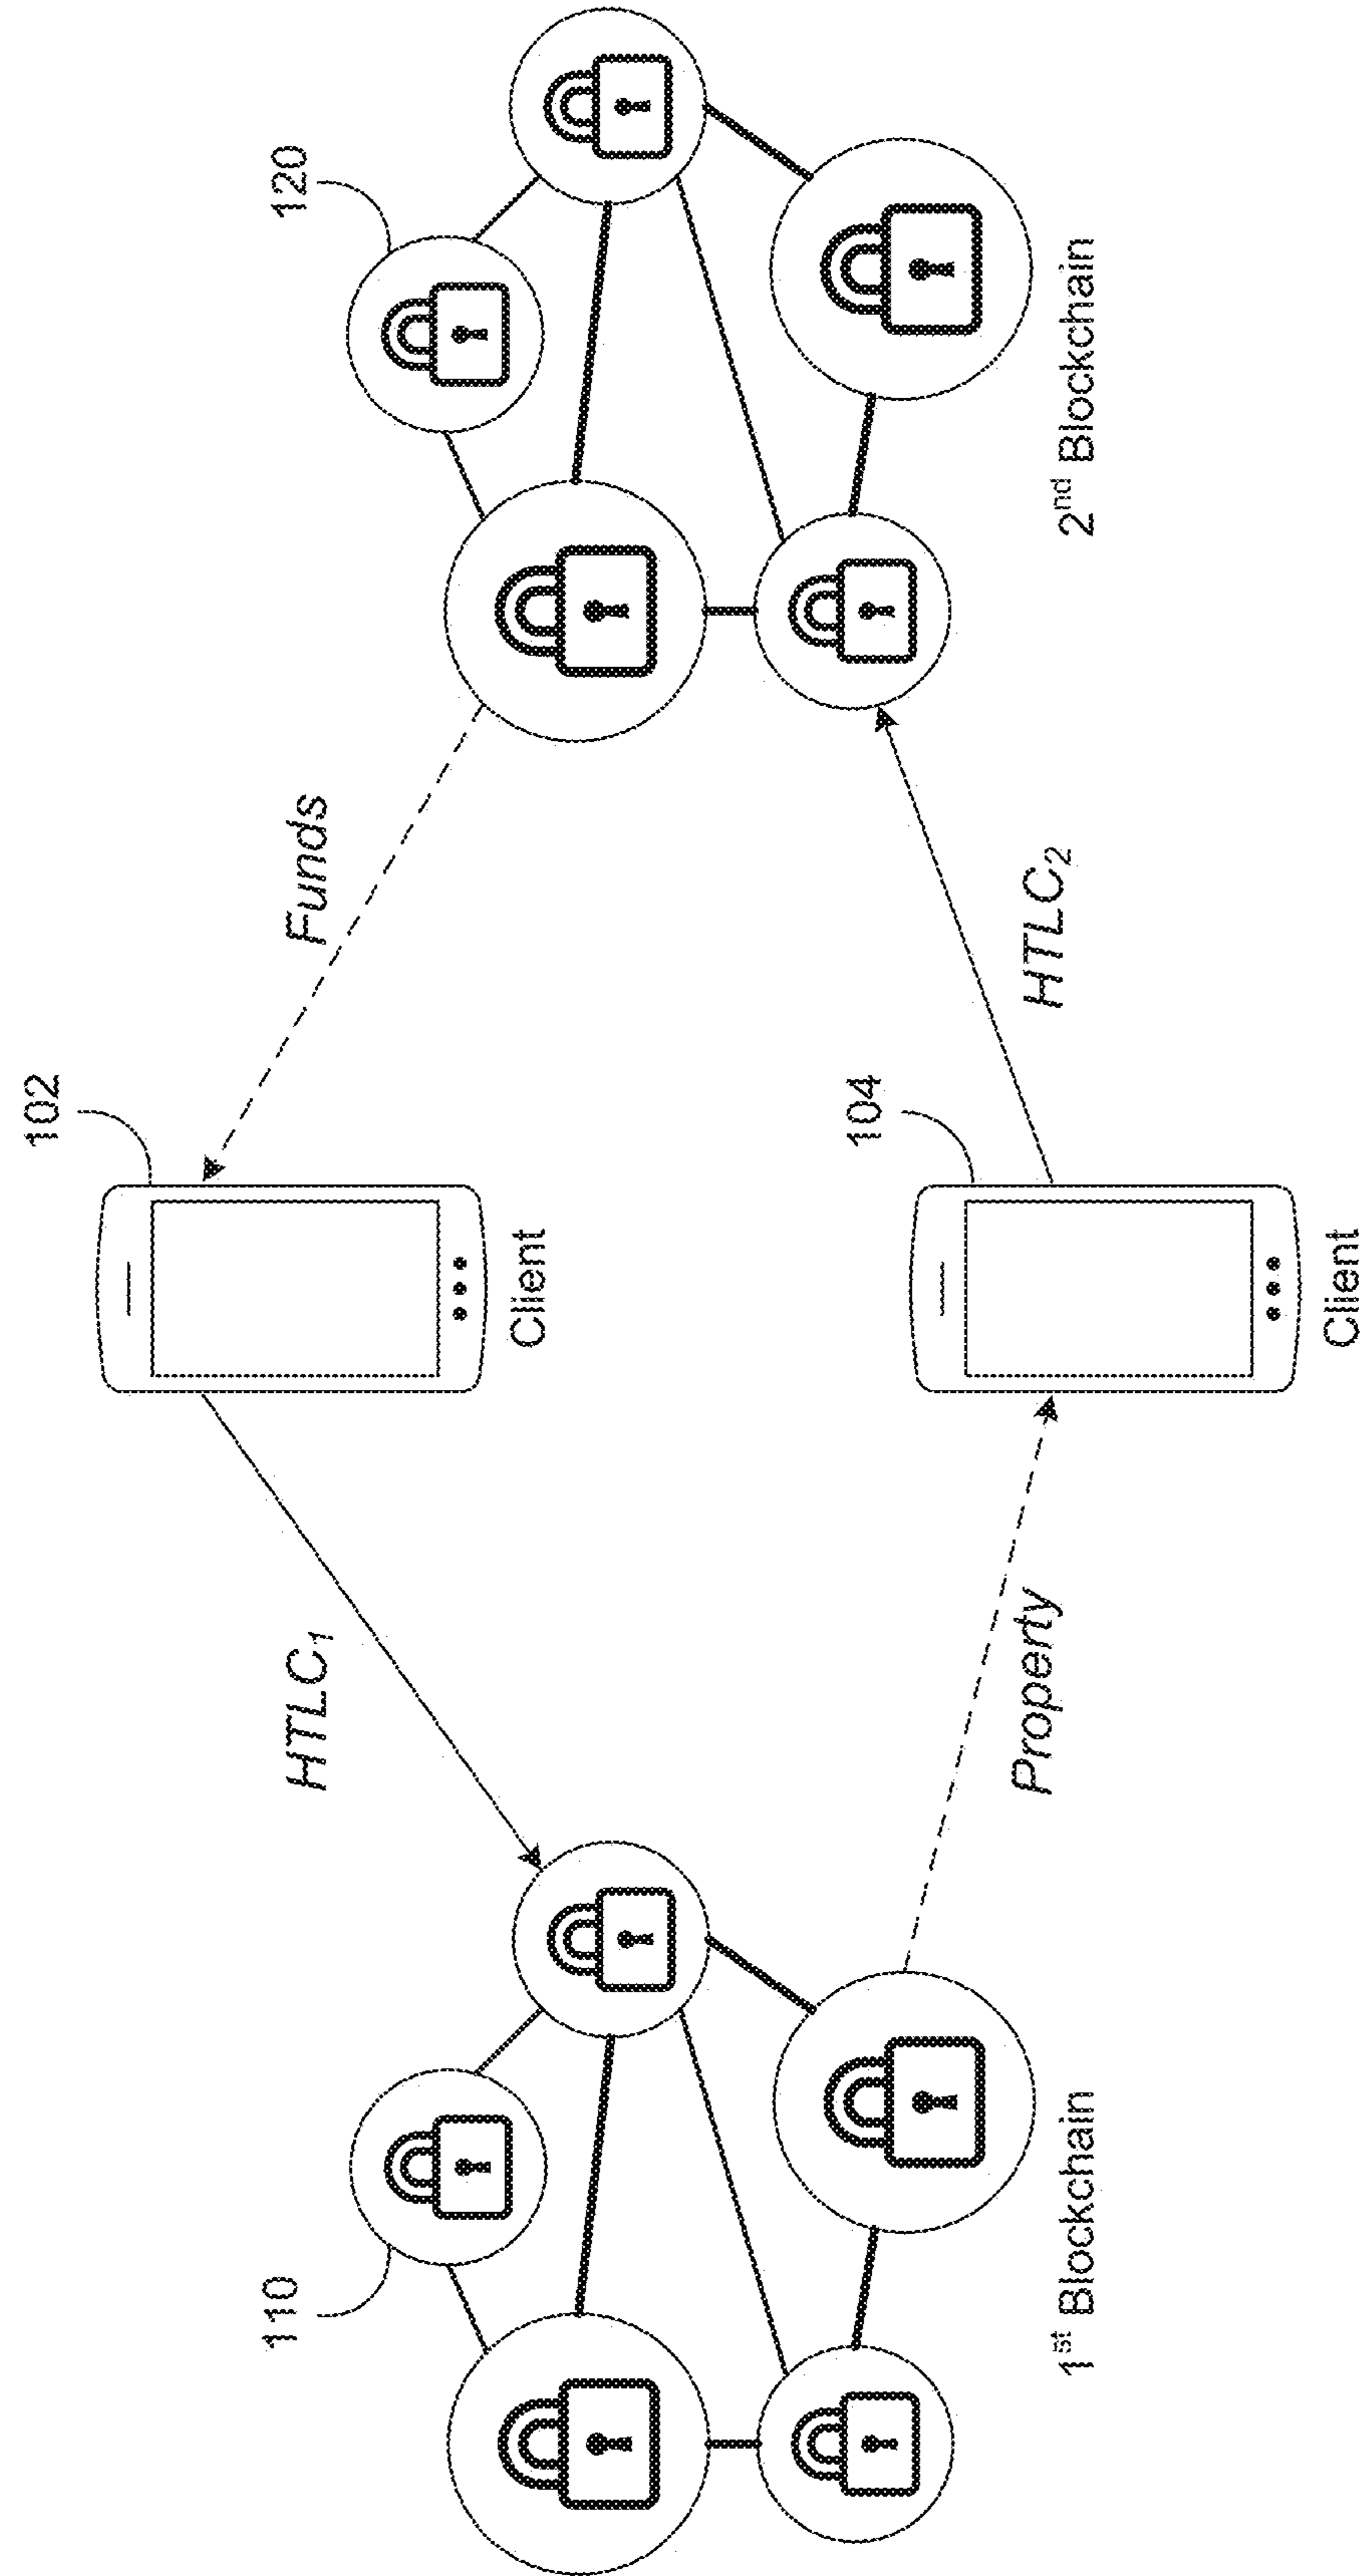 102
110
HTLC₁
Funds
120
Client
104
1ˢᵗ Blockchain
Property
HTLC₂
2ⁿᵈ Blockchain
Client